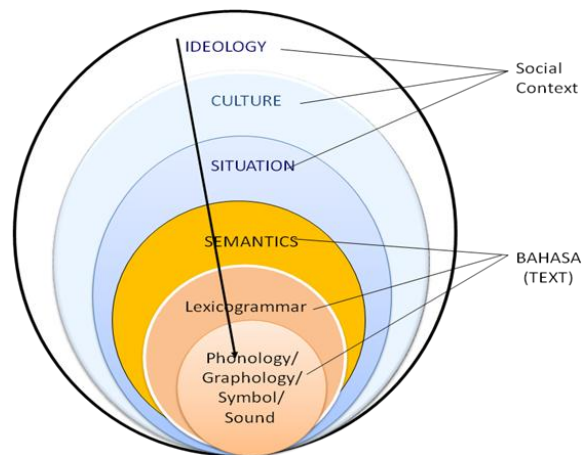 IDEOLOGY
Social
Context
CULTURE
SITUATION
SEMANTICS
BAHASA
(TEXT)
Lexicogrammar
Phonology/
Graphology/
Symbol/
Sound